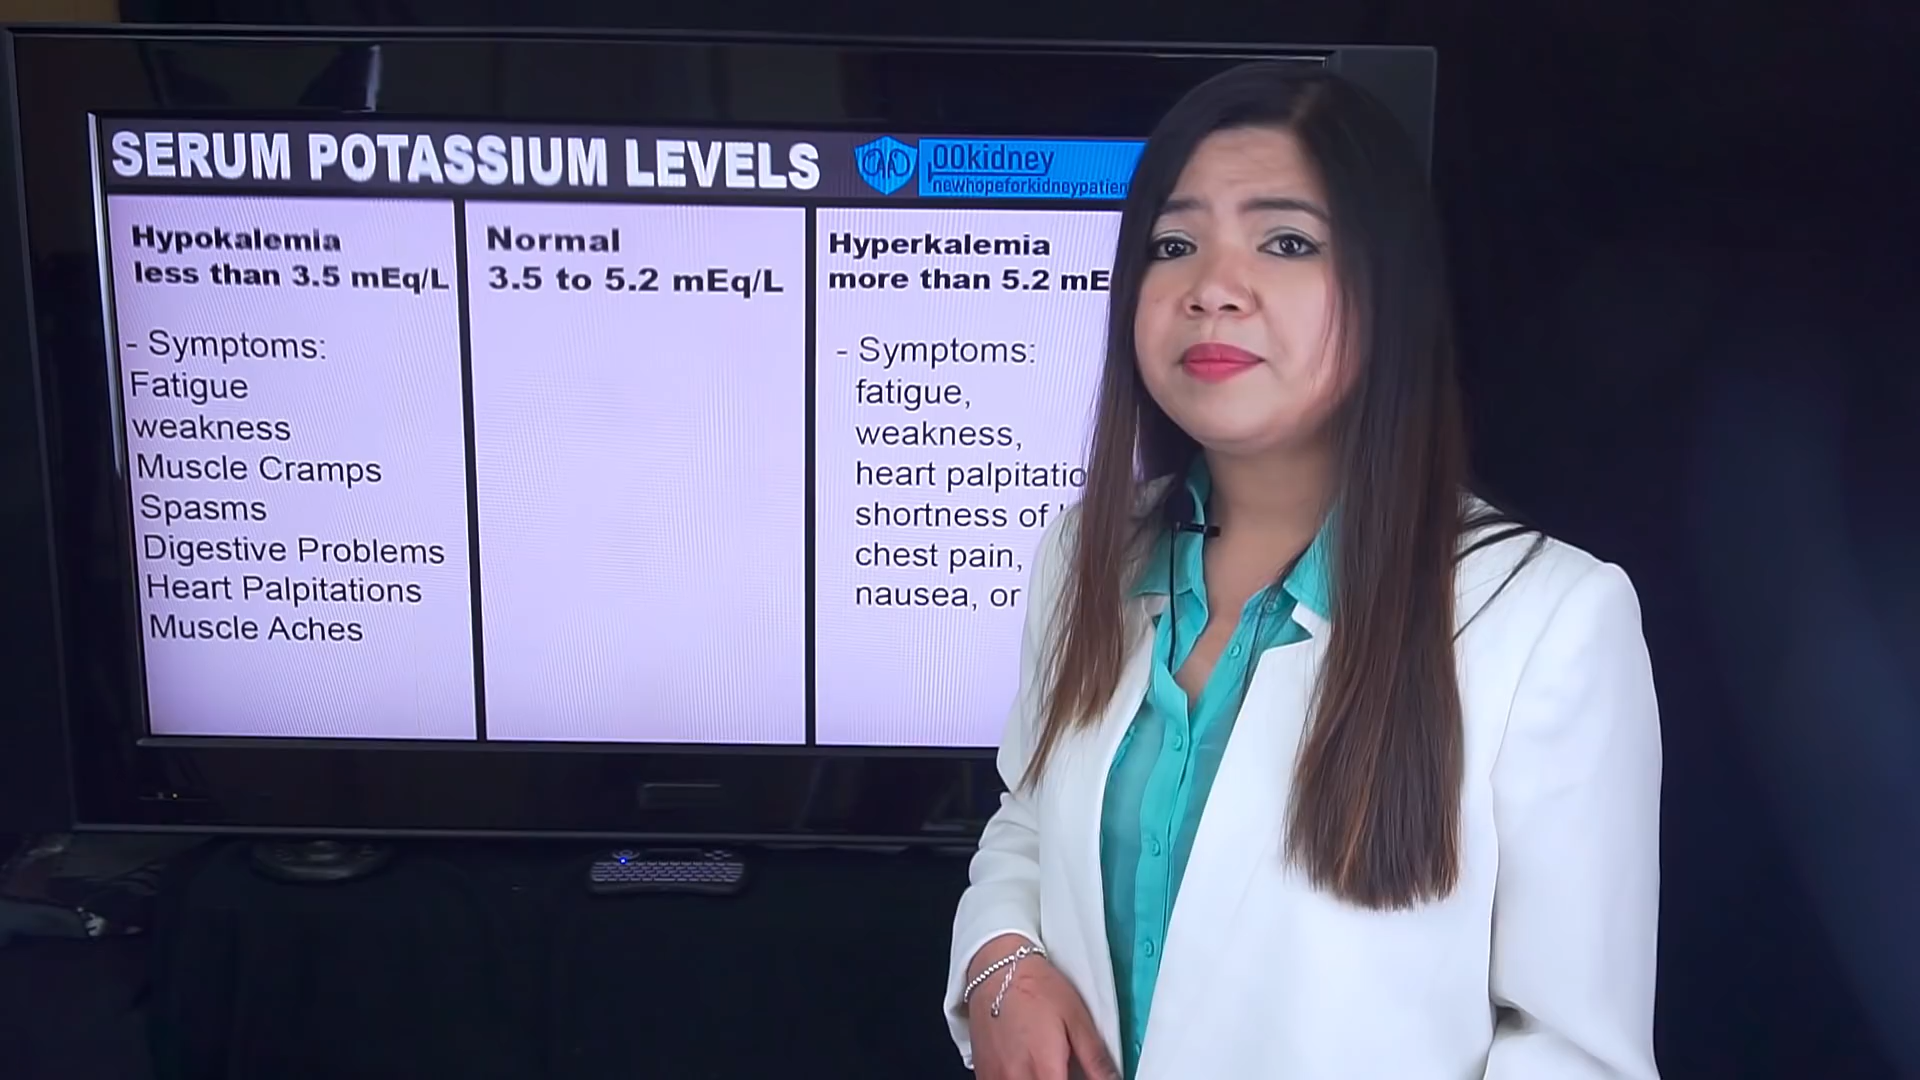 SERUM POTASSIUM LEVELS
00kidney
newhopeforkidneypatien
Hypokalemia
less than 3.5 mEq/L
- Symptoms:
Fatigue
weakness
Muscle Cramps
Spasms
Digestive Problems
Heart Palpitations
Muscle Aches
Normal
3.5 to 5.2 mEq/L
Hyperkalemia
more than 5.2 mE
- Symptoms:
fatigue,
weakness,
heart palpitatio
shortness of
chest pain,
nausea, or